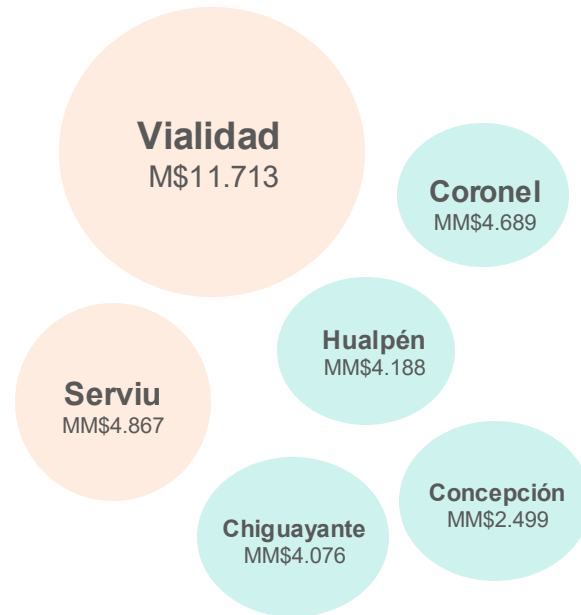 Vialidad
M$11.713
Coronel
MM$4.689
Hualpén
MM$4.188
Serviu
MM$4.867
Concepción
MM$2.499
Chiguayante
MM$4.076